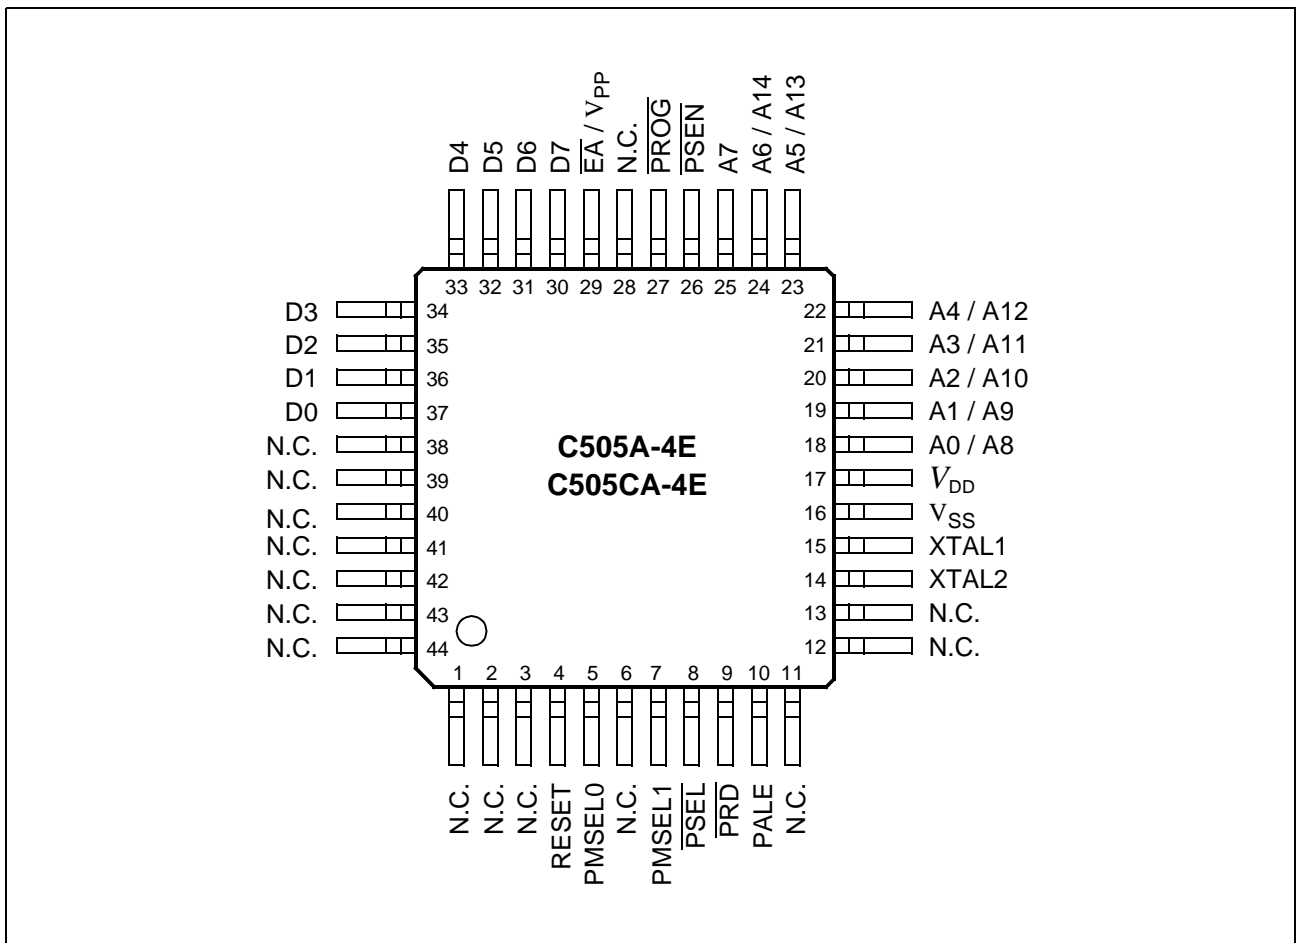 D4
D5
D6
D7
EA / VPP
N.C.
PROG
PSEN
A7
A6 / A14
A5 / A13
33 32 31 30 29 28 27 26 25 24 23
D3 34
D2 35
D1 36
D0 37
N.C. 38
N.C. 39
N.C. 40
N.C. 41
N.C. 42
N.C. 43
N.C. 44
C505A-4E
C505CA-4E
22 A4 / A12
21 A3 / A11
20 A2 / A10
19 A1 / A9
18 A0 / A8
17 VDD
16 VSS
15 XTAL1
14 XTAL2
13 N.C.
12 N.C.
1 2 3 4 5 6 7 8 9 10 11
N.C.
N.C.
N.C.
RESET
PMSEL0
N.C.
PMSEL1
PSEL
PRD
PALE
N.C.